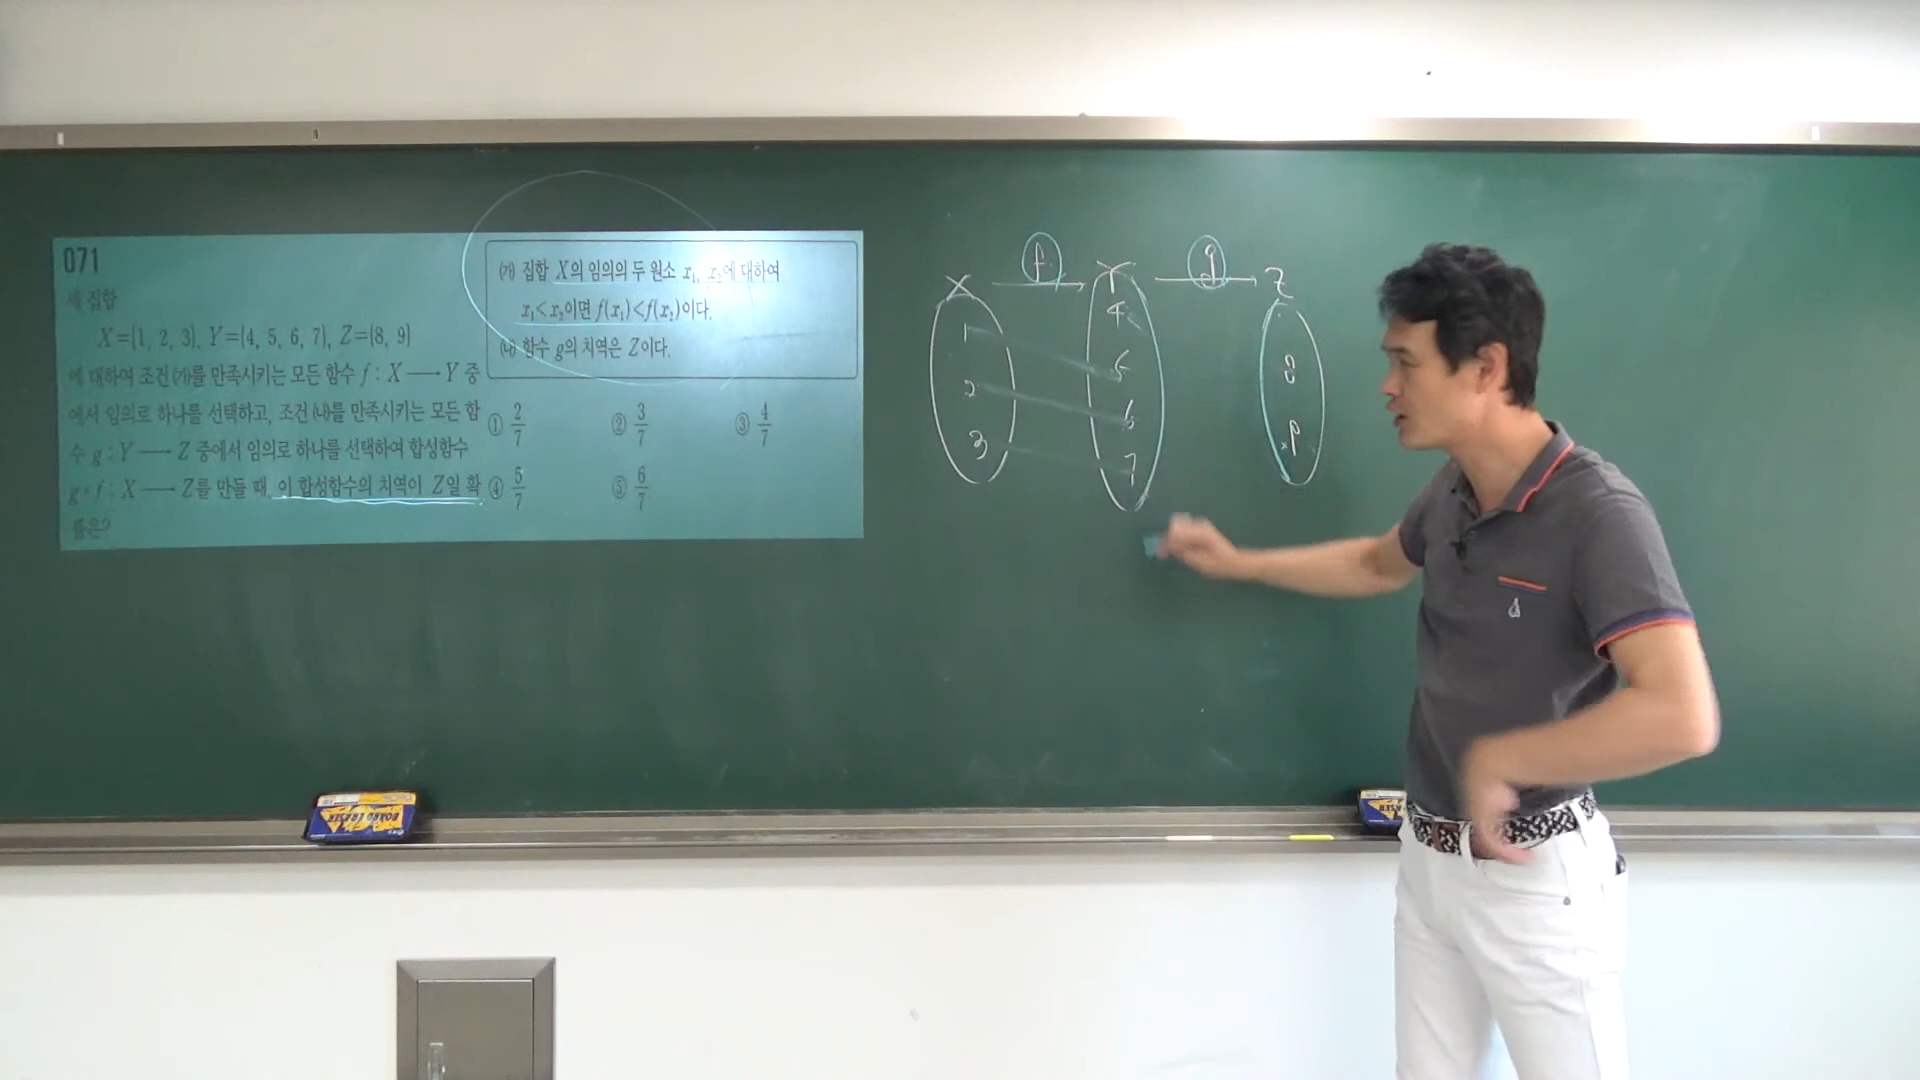 071
세 집합
X={1, 2, 3}, Y={4, 5, 6, 7}, Z={8, 9}
에 대하여 조건 ㈎를 만족시키는 모든 함수 f : X ⟶ Y 중
에서 임의로 하나를 선택하고, 조건 ㈏를 만족시키는 모든 함
수 g : Y ⟶ Z 중에서 임의로 하나를 선택하여 합성함수
g∘f : X ⟶ Z를 만들 때, 이 합성함수의 치역이 Z일 확
률은?
㈎ 집합 X의 임의의 두 원소 x₁, x₂에 대하여
x₁<x₂이면 f(x₁)<f(x₂)이다.
㈏ 함수 g의 치역은 Z이다.
① 2/7 ② 3/7 ③ 4/7
④ 5/7 ⑤ 6/7
X f Y g Z
1 2 3
4 5 6 7
8 9
BOARD ERASER